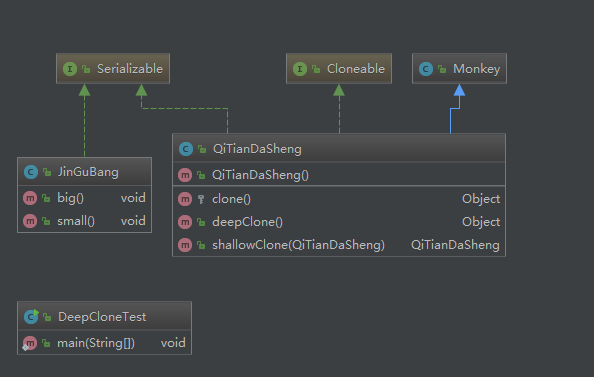 Serializable
Cloneable
Monkey
JinGuBang
big() void
small() void
QiTianDaSheng
QiTianDaSheng()
clone() Object
deepClone() Object
shallowClone(QiTianDaSheng) QiTianDaSheng
DeepCloneTest
main(String[]) void